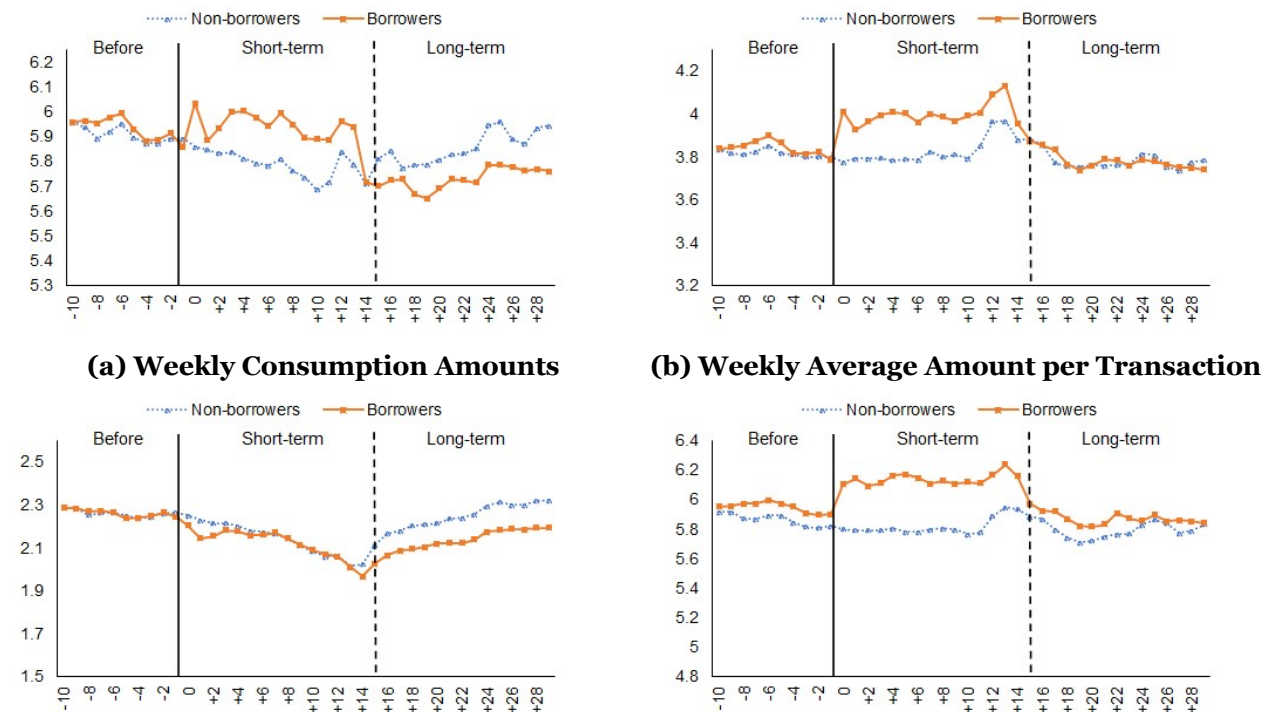 Non-borrowers Borrowers
Before Short-term Long-term
6.2
6.1
6
5.9
5.8
5.7
5.6
5.5
5.4
5.3
-10 -8 -6 -4 -2 0 +2 +4 +6 +8 +10 +12 +14 +16 +18 +20 +22 +24 +26 +28
(a) Weekly Consumption Amounts
Non-borrowers Borrowers
Before Short-term Long-term
4.2
4
3.8
3.6
3.4
3.2
-10 -8 -6 -4 -2 0 +2 +4 +6 +8 +10 +12 +14 +16 +18 +20 +22 +24 +26 +28
(b) Weekly Average Amount per Transaction
Non-borrowers Borrowers
Before Short-term Long-term
2.5
2.3
2.1
1.9
1.7
1.5
-10 -8 -6 -4 -2 0 +2 +4 +6 +8 +10 +12 +14 +16 +18 +20 +22 +24 +26 +28
Non-borrowers Borrowers
Before Short-term Long-term
6.4
6.2
6
5.8
5.6
5.4
5.2
5
4.8
-10 -8 -6 -4 -2 0 +2 +4 +6 +8 +10 +12 +14 +16 +18 +20 +22 +24 +26 +28